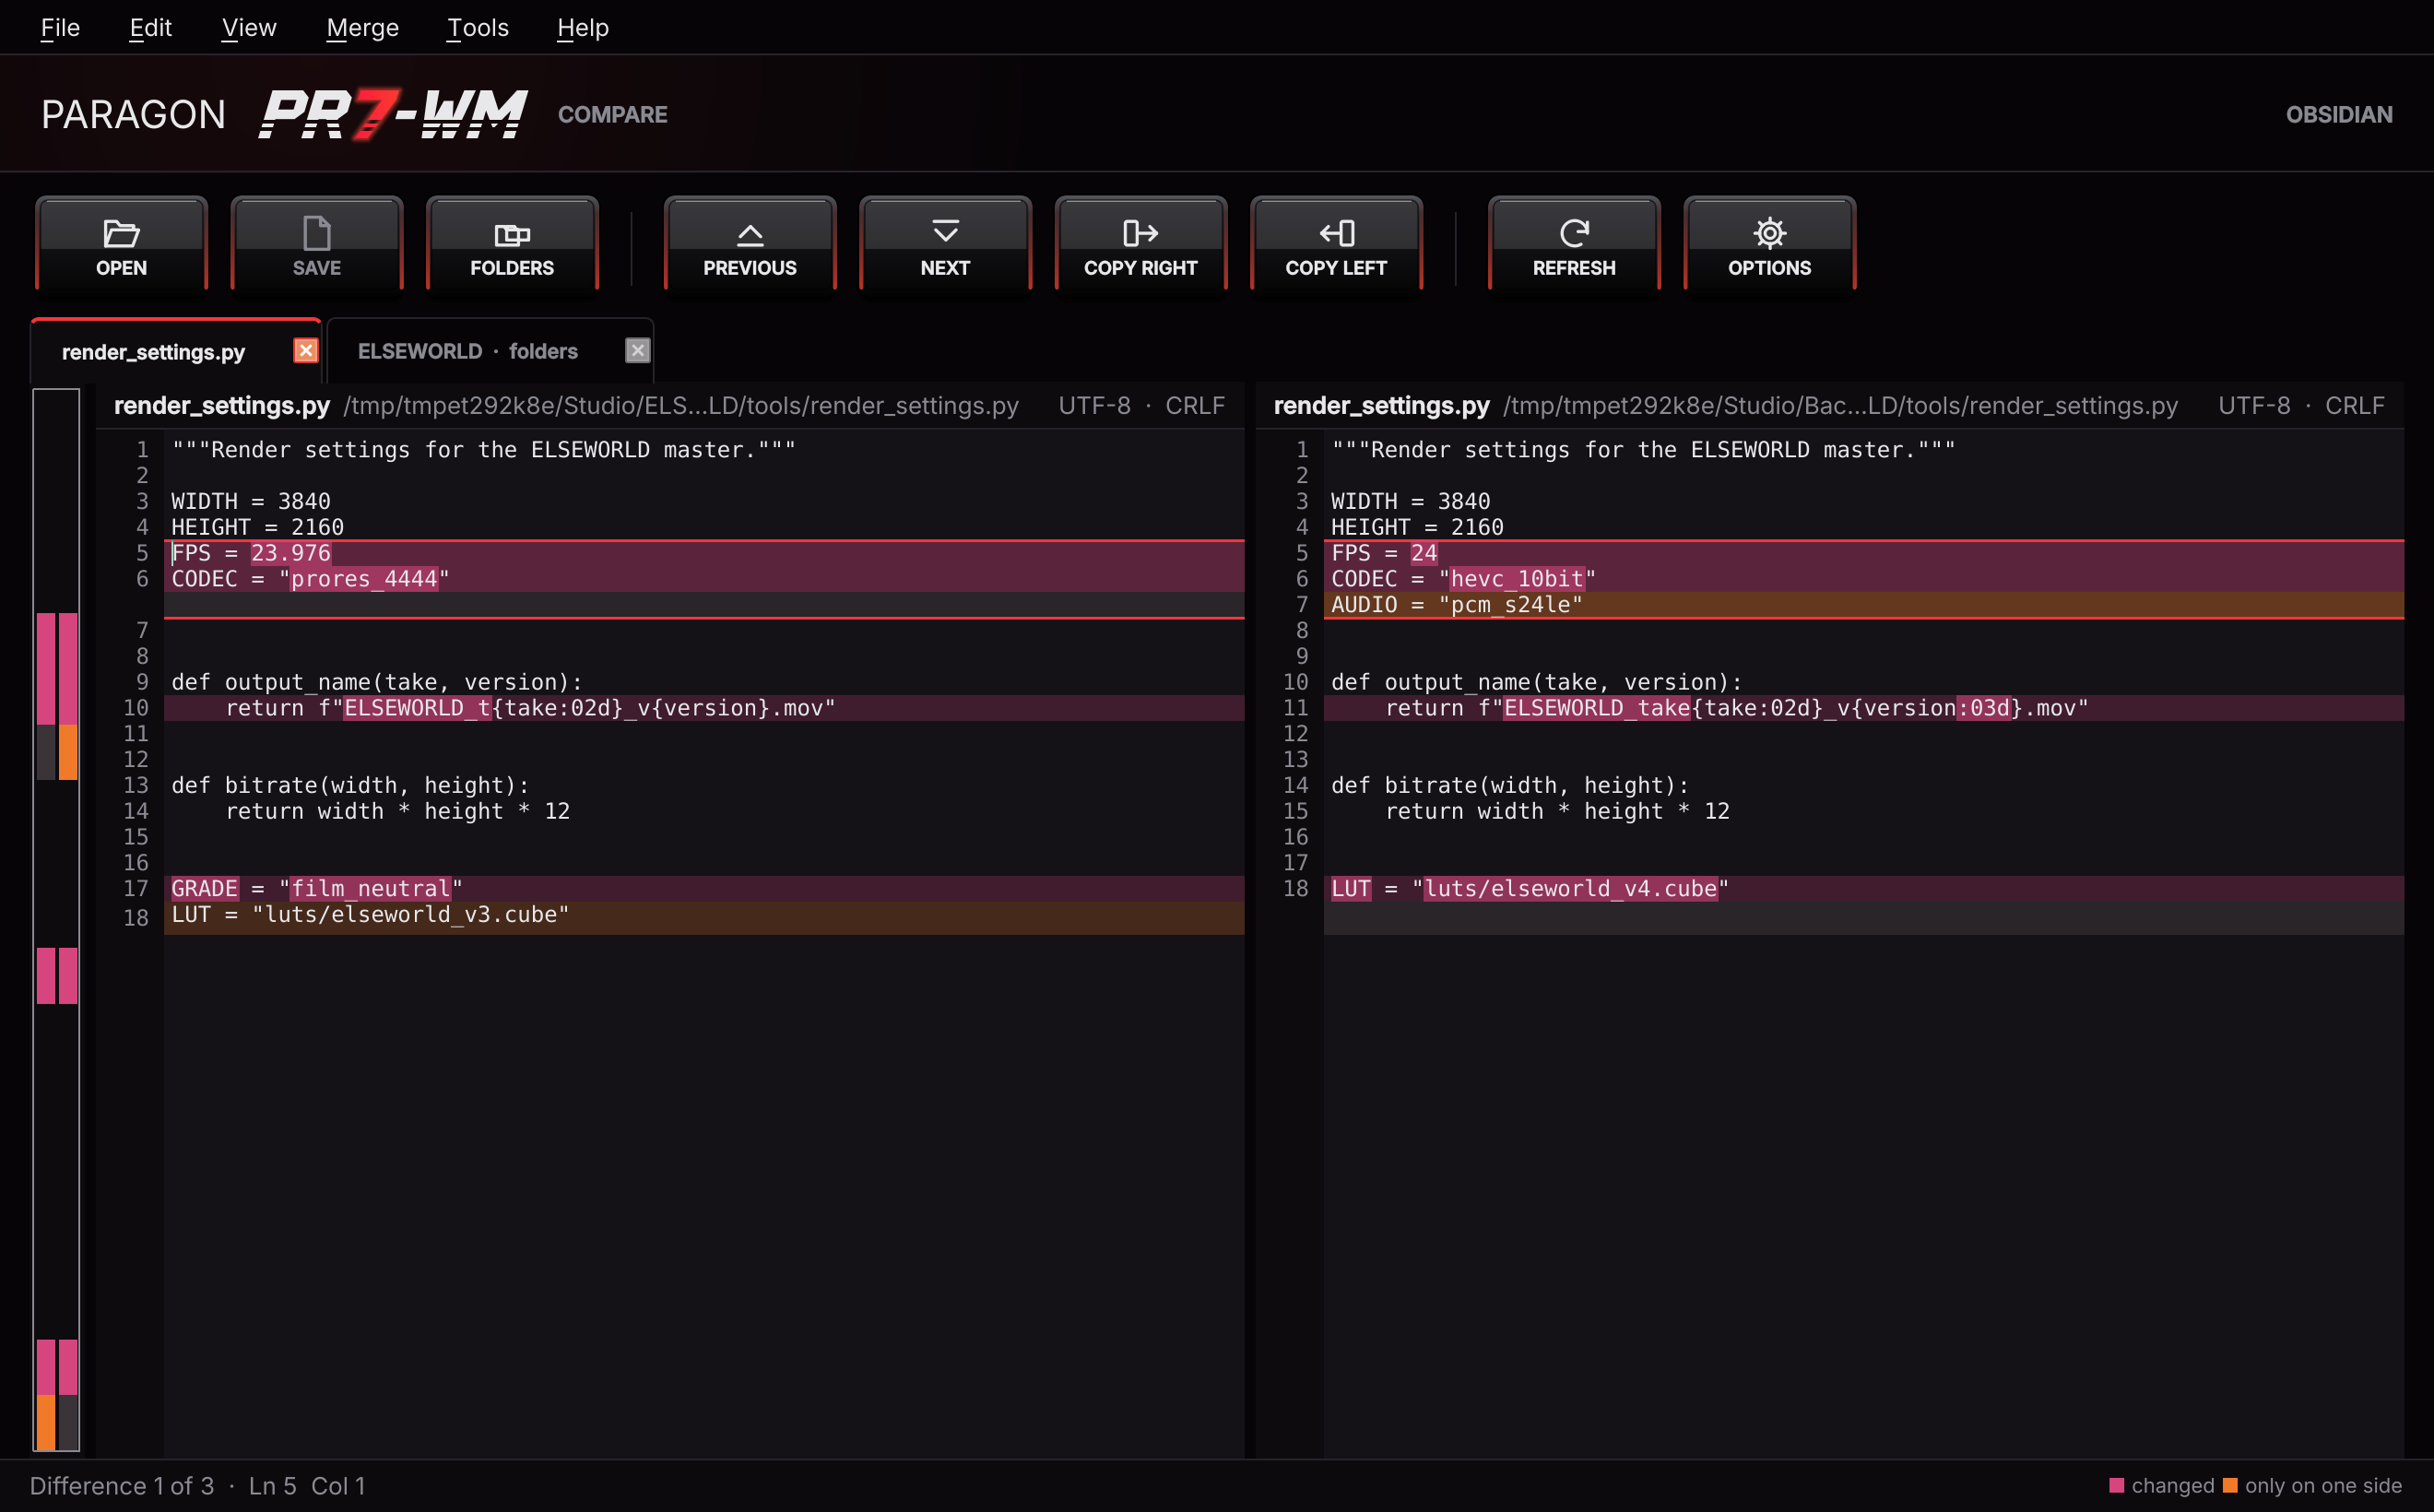 File Edit View Merge Tools Help
PARAGON PR7-WM COMPARE OBSIDIAN
OPEN SAVE FOLDERS PREVIOUS NEXT COPY RIGHT COPY LEFT REFRESH OPTIONS
render_settings.py ELSEWORLD · folders
render_settings.py /tmp/tmpet292k8e/Studio/ELS...LD/tools/render_settings.py UTF-8 · CRLF
1 """Render settings for the ELSEWORLD master."""
2
3 WIDTH = 3840
4 HEIGHT = 2160
5 FPS = 23.976
6 CODEC = "prores_4444"
7
8
9 def output_name(take, version):
10     return f"ELSEWORLD_t{take:02d}_v{version}.mov"
11
12
13 def bitrate(width, height):
14     return width * height * 12
15
16
17 GRADE = "film_neutral"
18 LUT = "luts/elseworld_v3.cube"
render_settings.py /tmp/tmpet292k8e/Studio/Bac...LD/tools/render_settings.py UTF-8 · CRLF
1 """Render settings for the ELSEWORLD master."""
2
3 WIDTH = 3840
4 HEIGHT = 2160
5 FPS = 24
6 CODEC = "hevc_10bit"
7 AUDIO = "pcm_s24le"
8
9
10 def output_name(take, version):
11     return f"ELSEWORLD_take{take:02d}_v{version:03d}.mov"
12
13
14 def bitrate(width, height):
15     return width * height * 12
16
17
18 LUT = "luts/elseworld_v4.cube"
Difference 1 of 3 · Ln 5 Col 1
changed only on one side